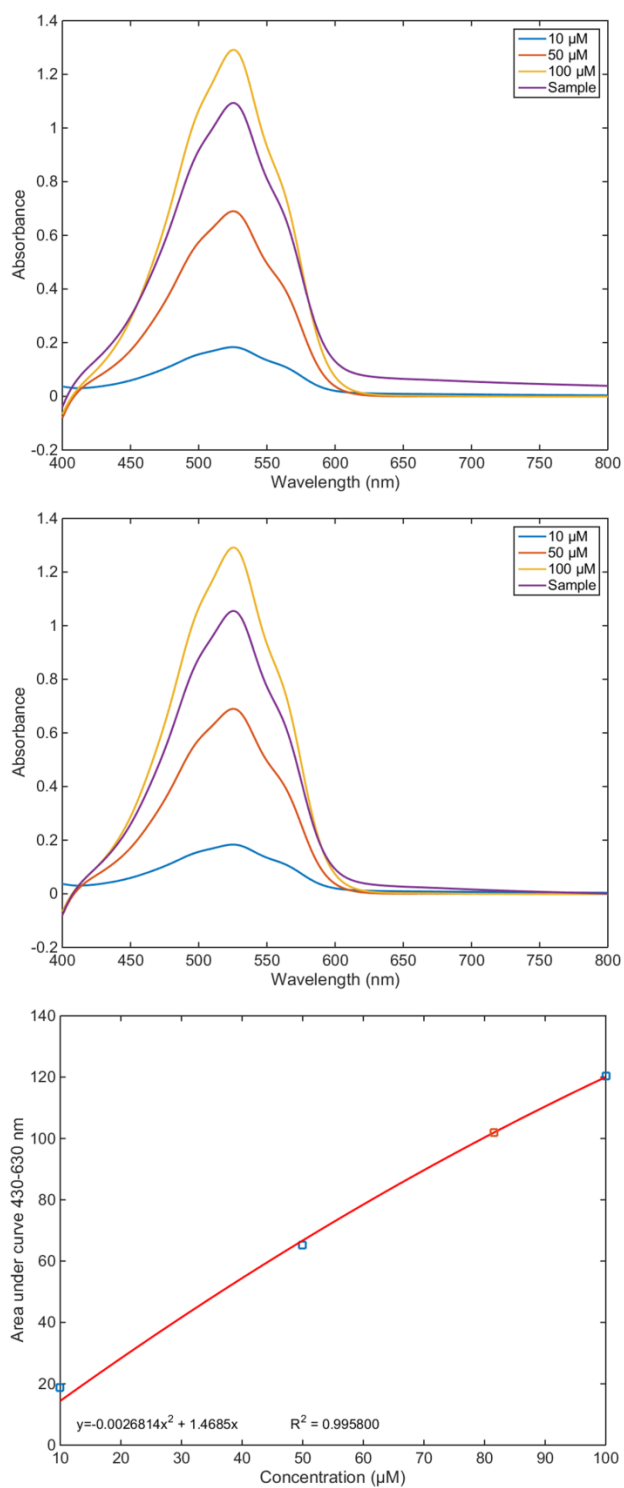 1.4
1.2
1
0.8
0.6
0.4
0.2
0
-0.2
Absorbance
10 µM
50 µM
100 µM
Sample
400 450 500 550 600 650 700 750 800
Wavelength (nm)
1.4
1.2
1
0.8
0.6
0.4
0.2
0
-0.2
Absorbance
10 µM
50 µM
100 µM
Sample
400 450 500 550 600 650 700 750 800
Wavelength (nm)
140
120
100
80
60
40
20
0
Area under curve 430-630 nm
y=-0.0026814x² + 1.4685x R² = 0.995800
10 20 30 40 50 60 70 80 90 100
Concentration (µM)